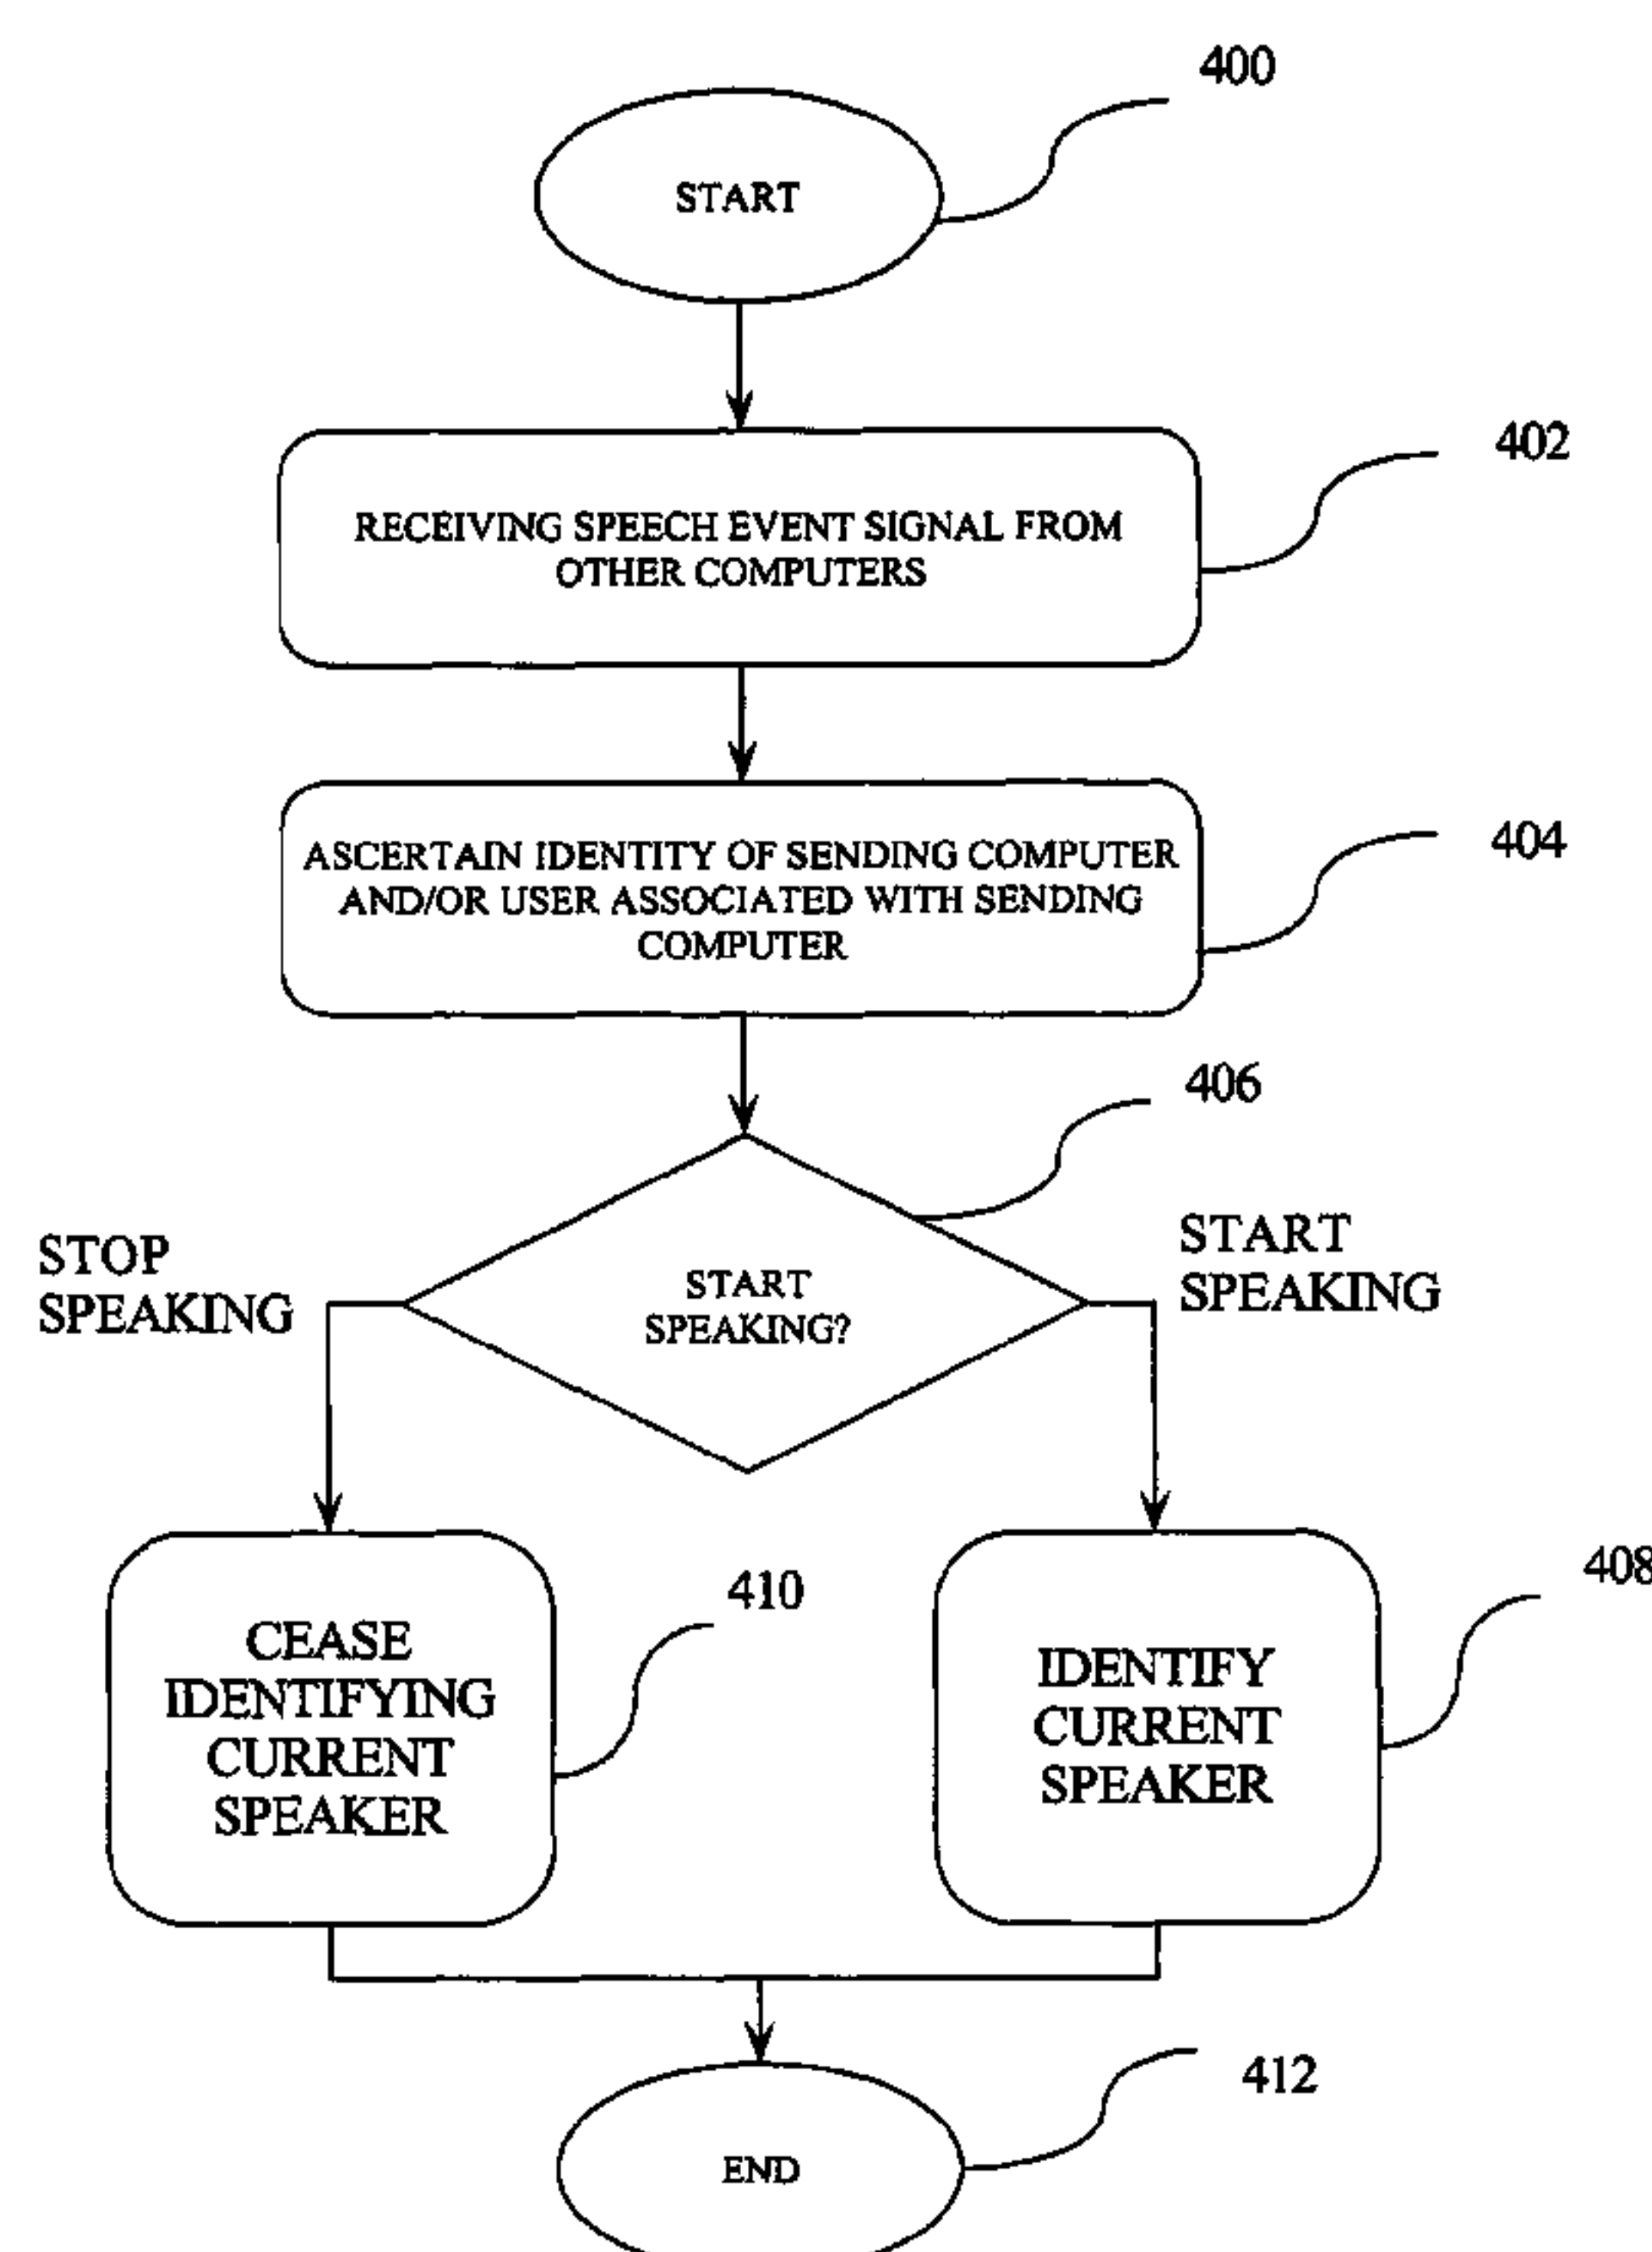 400
START
402
RECEIVING SPEECH EVENT SIGNAL FROM
OTHER COMPUTERS
404
ASCERTAIN IDENTITY OF SENDING COMPUTER
AND/OR USER ASSOCIATED WITH SENDING
COMPUTER
406
STOP
SPEAKING
START
SPEAKING?
START
SPEAKING
410
CEASE
IDENTIFYING
CURRENT
SPEAKER
408
IDENTIFY
CURRENT
SPEAKER
412
END